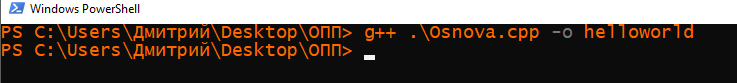 Windows PowerShell
PS C:\Users\Дмитрий\Desktop\ОПП> g++ .\Osnova.cpp -o helloworld
PS C:\Users\Дмитрий\Desktop\ОПП>